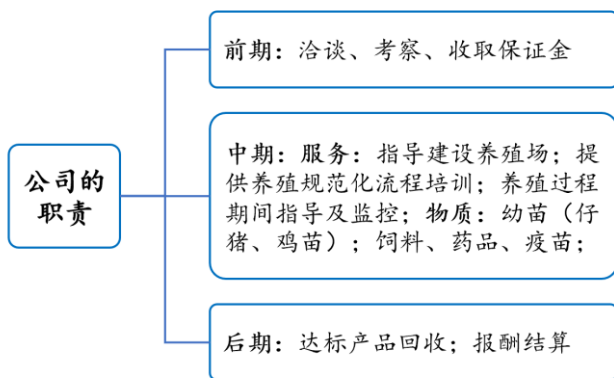 公司的
职责
前期：洽谈、考察、收取保证金
中期：服务：指导建设养殖场；提
供养殖规范化流程培训；养殖过程
期间指导及监控；物质：幼苗（仔
猪、鸡苗）；饲料、药品、疫苗；
后期：达标产品回收；报酬结算